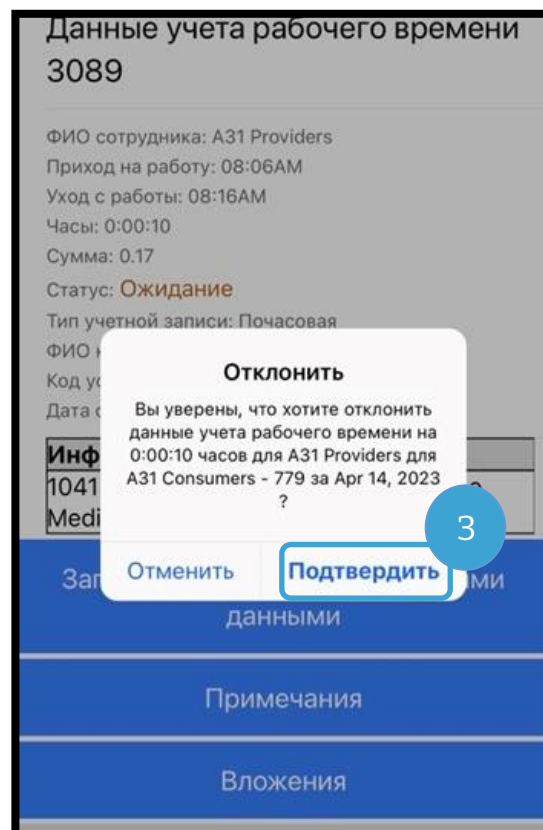 Данные учета рабочего времени
3089
ФИО сотрудника: A31 Providers
Приход на работу: 08:06AM
Уход с работы: 08:16AM
Часы: 0:00:10
Сумма: 0.17
Статус: Ожидание
Тип учетной записи: Почасовая
ФИО
Код
Дата
Отклонить
Вы уверены, что хотите отклонить
данные учета рабочего времени на
0:00:10 часов для A31 Providers для
A31 Consumers - 779 за Apr 14, 2023
?
1041
Medi
3
Отменить
Подтвердить
данными
Примечания
Вложения